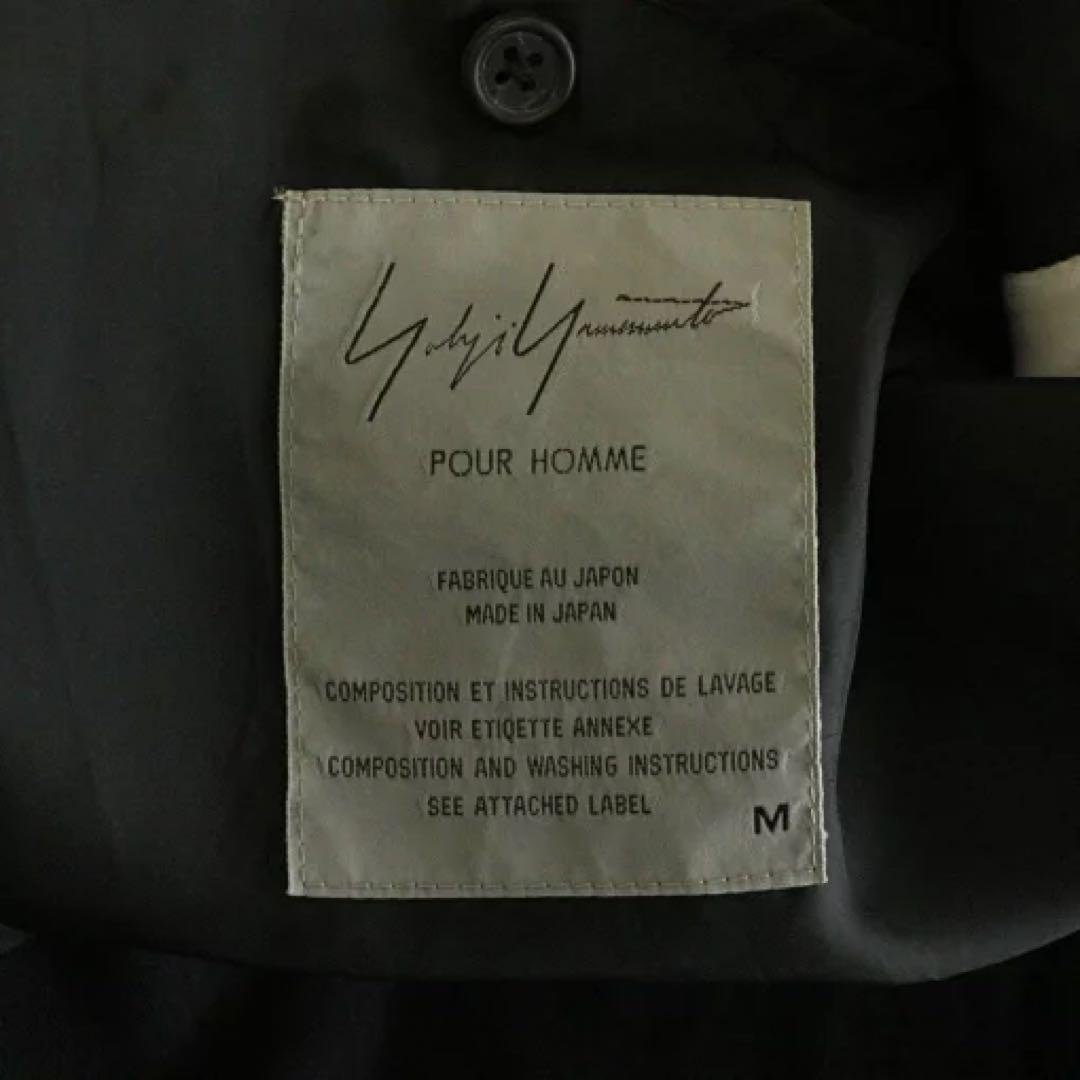 Yohji Yamamoto
POUR HOMME
FABRIQUE AU JAPON
MADE IN JAPAN
COMPOSITION ET INSTRUCTIONS DE LAVAGE
VOIR ETIQETTE ANNEXE
COMPOSITION AND WASHING INSTRUCTIONS
SEE ATTACHED LABEL
M